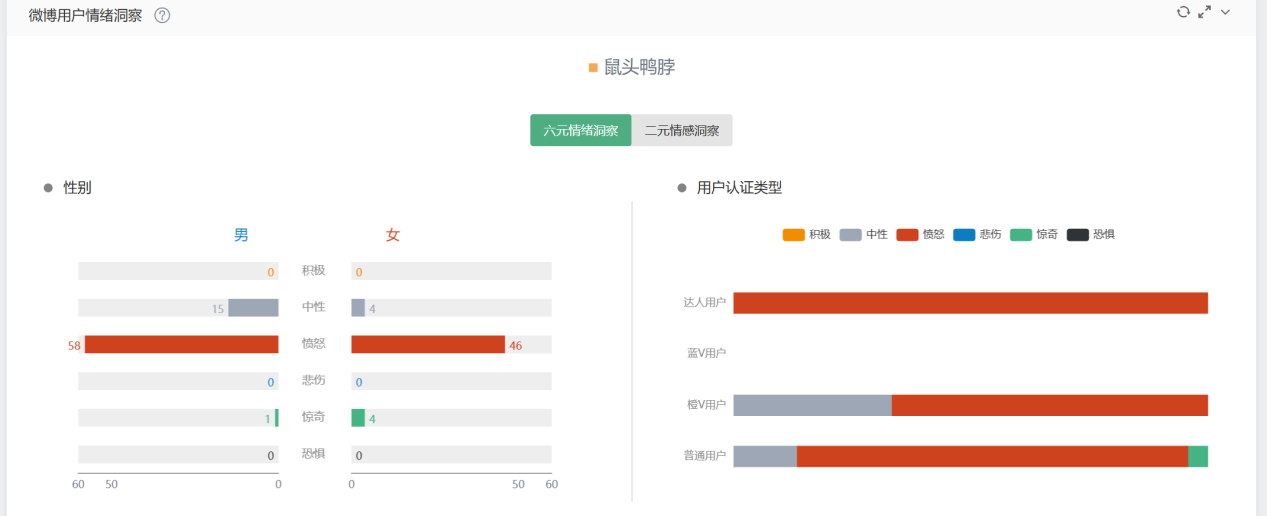 微博用户情绪洞察 ?
鼠头鸭脖
六元情绪洞察 二元情感洞察
性别
男 女
0 积极 0
15 中性 4
58 愤怒 46
0 悲伤 0
1 惊奇 4
0 恐惧 0
60 50 0 0 50 60
用户认证类型
积极 中性 愤怒 悲伤 惊奇 恐惧
达人用户
蓝V用户
橙V用户
普通用户